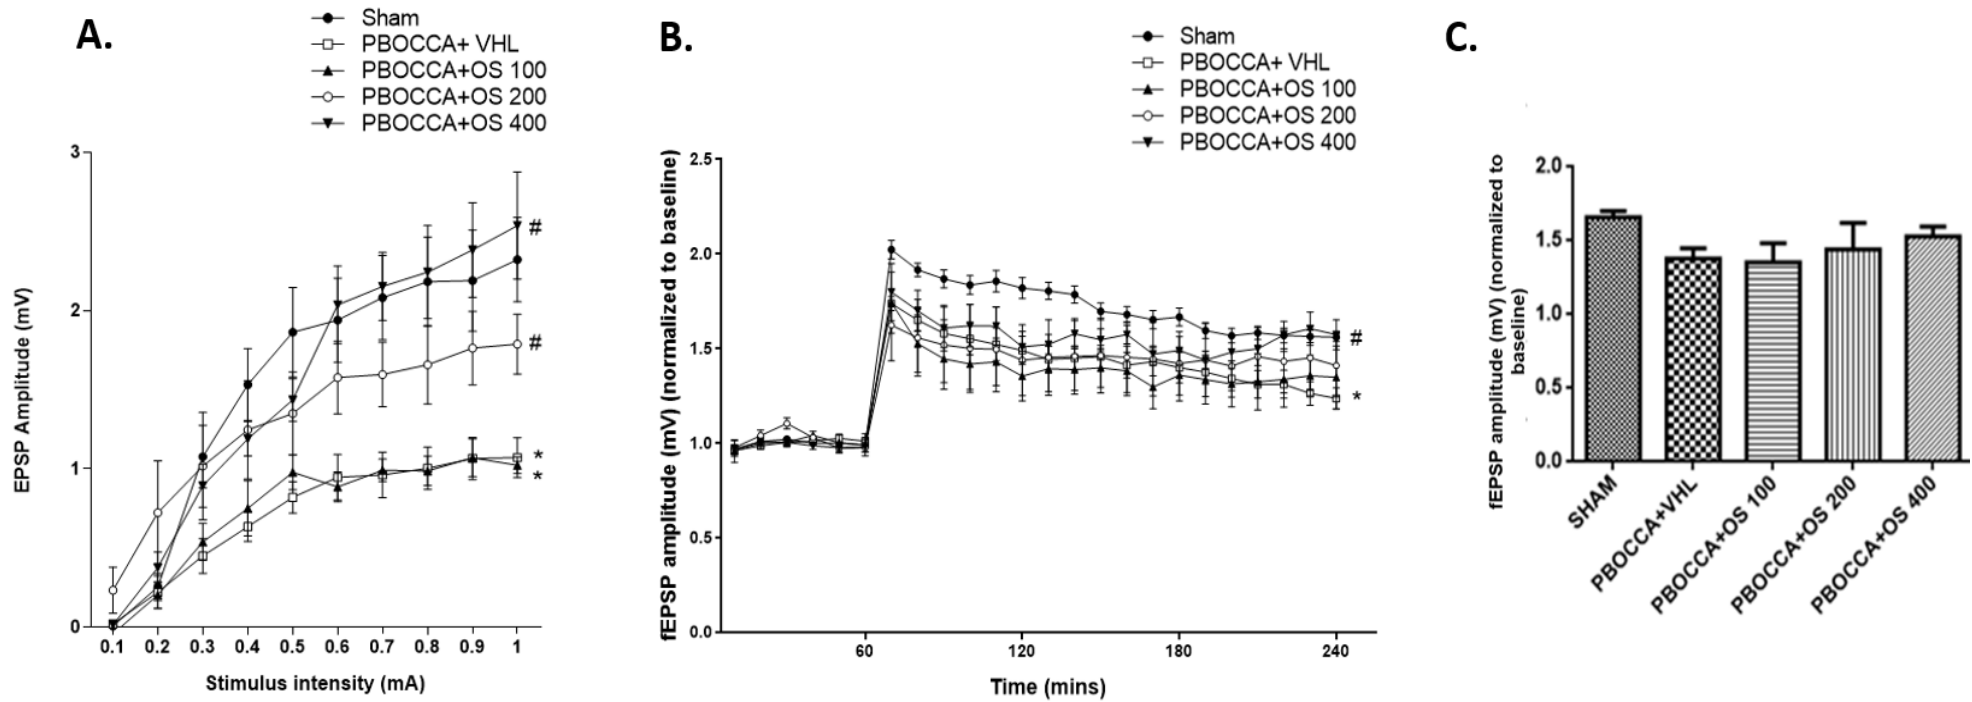 A.
Sham
PBOCCA+ VHL
PBOCCA+OS 100
PBOCCA+OS 200
PBOCCA+OS 400
3
2
1
0
EPSP Amplitude (mV)
#
#
*
*
0.1 0.2 0.3 0.4 0.5 0.6 0.7 0.8 0.9 1
Stimulus intensity (mA)
B.
Sham
PBOCCA+ VHL
PBOCCA+OS 100
PBOCCA+OS 200
PBOCCA+OS 400
2.5
2.0
1.5
1.0
0.5
0.0
fEPSP amplitude (mV) (normalized to baseline)
#
*
60 120 180 240
Time (mins)
C.
2.0
1.5
1.0
0.5
0.0
fEPSP amplitude (mV) (normalized to
baseline)
SHAM
PBOCCA+VHL
PBOCCA+OS 100
PBOCCA+OS 200
PBOCCA+OS 400